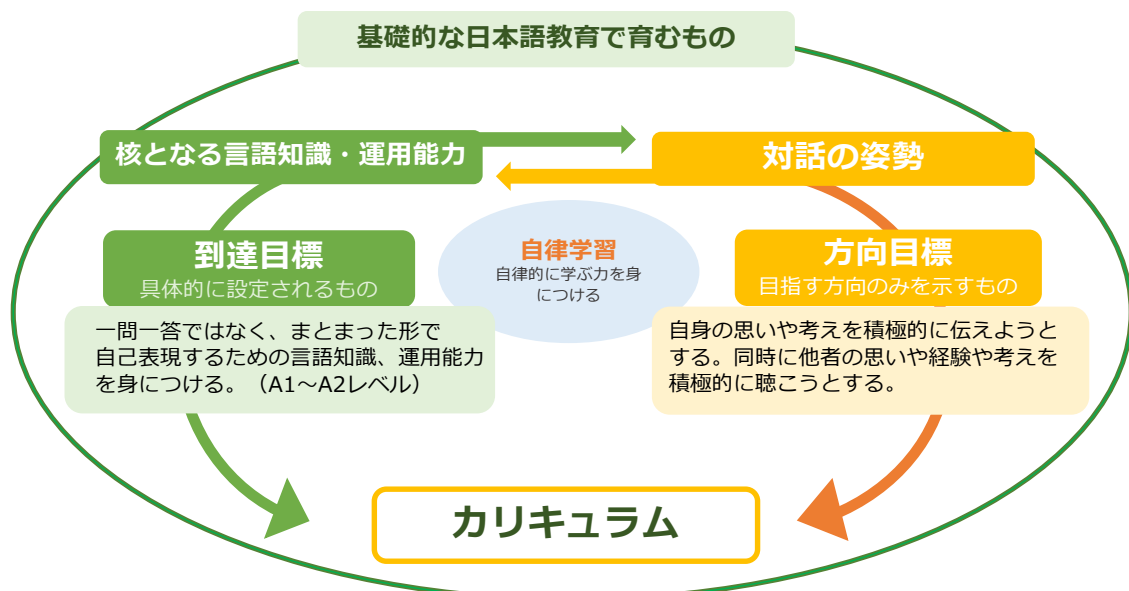 基礎的な日本語教育で育むもの
核となる言語知識・運用能力
対話の姿勢
到達目標
具体的に設定されるもの
一問一答ではなく、まとまった形で
自己表現するための言語知識、運用能力
を身につける。（A1～A2レベル）
自律学習
自律的に学ぶ力を身
につける
方向目標
目指す方向のみを示すもの
自身の思いや考えを積極的に伝えようと
する。同時に他者の思いや経験や考えを
積極的に聴こうとする。
カリキュラム